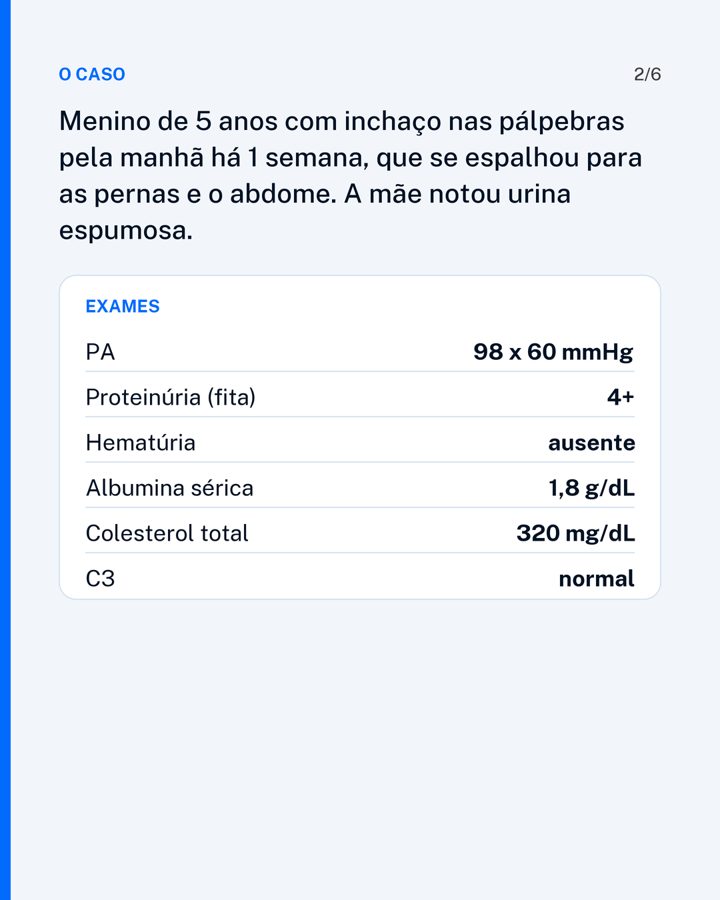 O CASO
2/6
Menino de 5 anos com inchaço nas pálpebras
pela manhã há 1 semana, que se espalhou para
as pernas e o abdome. A mãe notou urina
espumosa.
EXAMES
PA 98 x 60 mmHg
Proteinúria (fita) 4+
Hematúria ausente
Albumina sérica 1,8 g/dL
Colesterol total 320 mg/dL
C3 normal